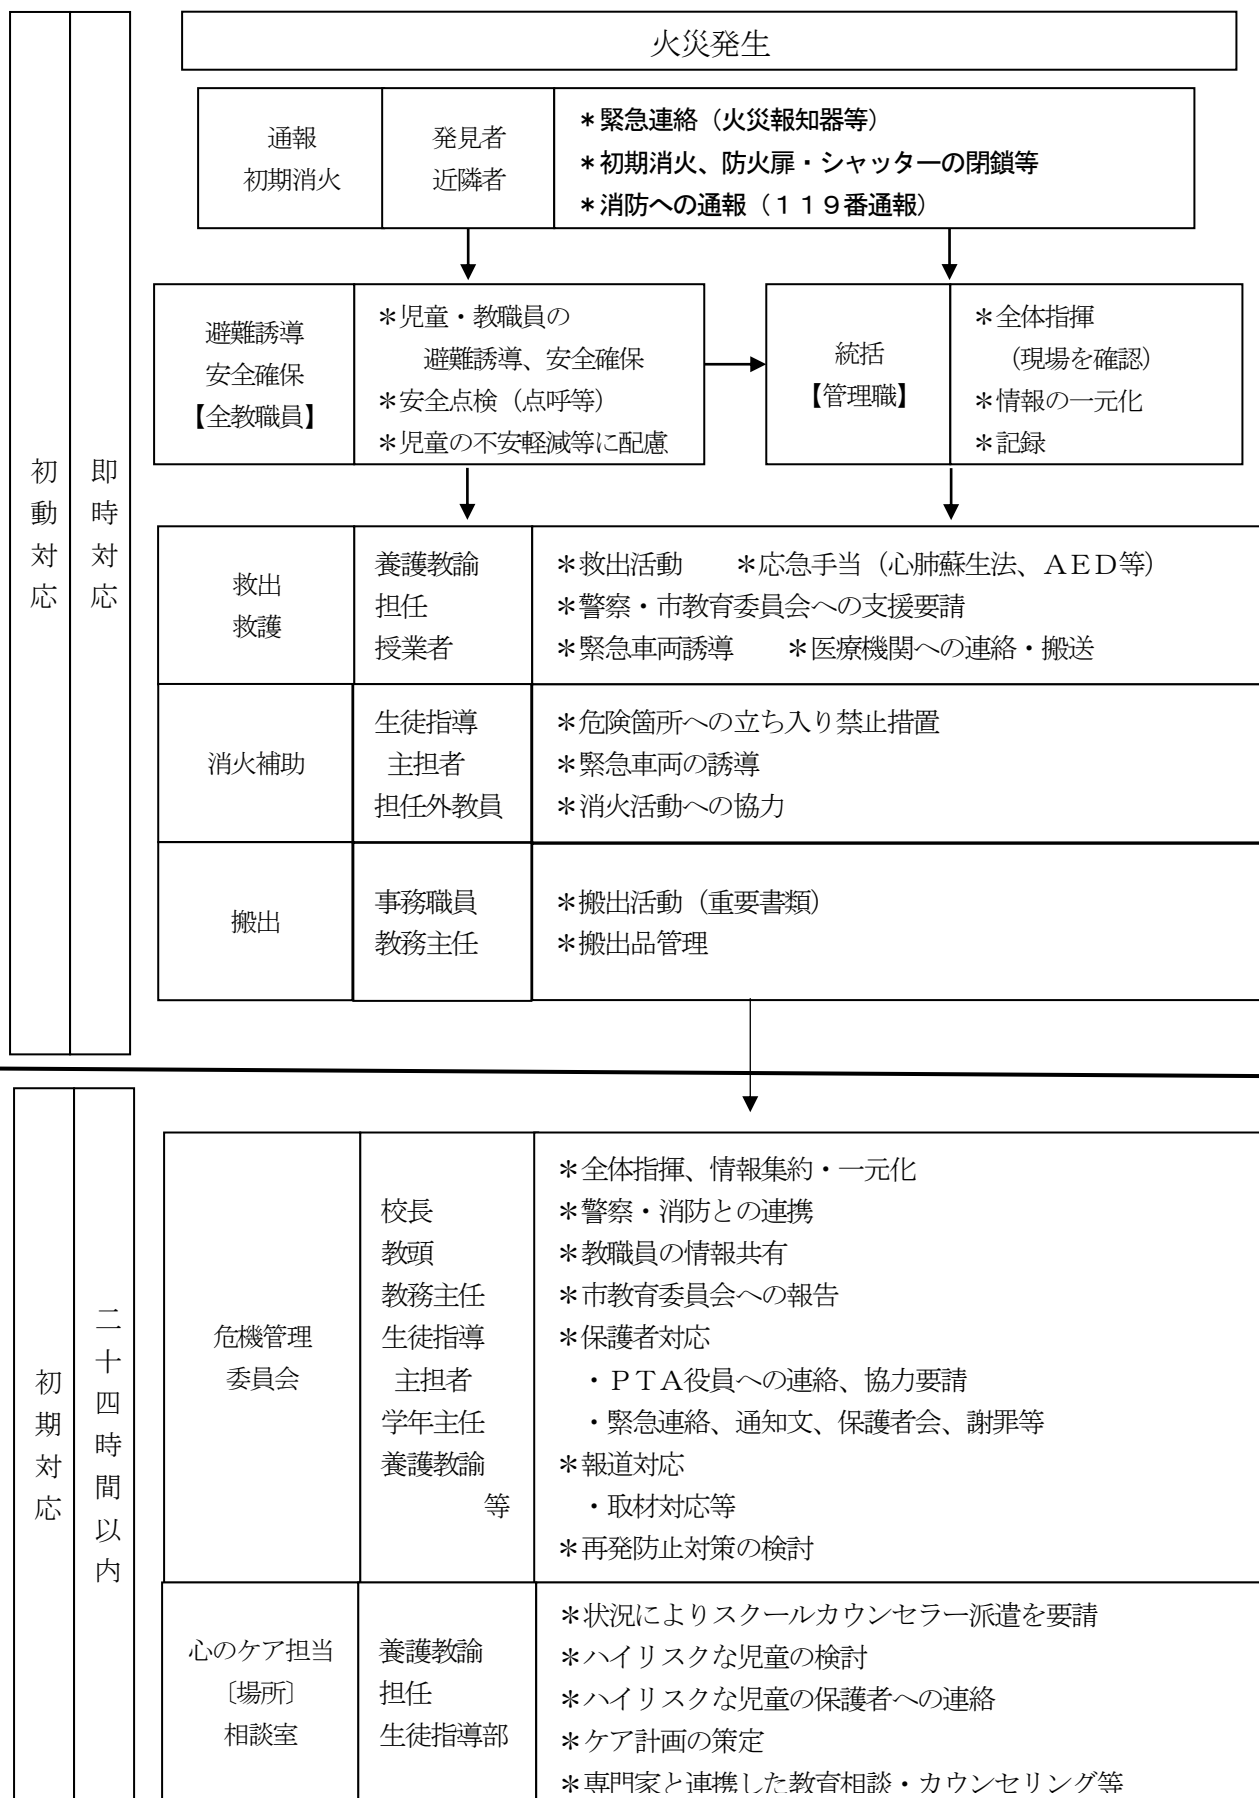 火災発生
通報
初期消火
発見者
近隣者
＊緊急連絡（火災報知器等）
＊初期消火、防火扉・シャッターの閉鎖等
＊消防への通報（１１９番通報）
避難誘導
安全確保
【全教職員】
＊児童・教職員の
避難誘導、安全確保
＊安全点検（点呼等）
＊児童の不安軽減等に配慮
統括
【管理職】
＊全体指揮
（現場を確認）
＊情報の一元化
＊記録
初動対応
即時対応
救出
救護
養護教諭
担任
授業者
＊救出活動　　＊応急手当（心肺蘇生法、ＡＥＤ等）
＊警察・市教育委員会への支援要請
＊緊急車両誘導　　＊医療機関への連絡・搬送
消火補助
生徒指導
主担者
担任外教員
＊危険箇所への立ち入り禁止措置
＊緊急車両の誘導
＊消火活動への協力
搬出
事務職員
教務主任
＊搬出活動（重要書類）
＊搬出品管理
初期対応
二十四時間以内
危機管理
委員会
校長
教頭
教務主任
生徒指導
主担者
学年主任
養護教諭
等
＊全体指揮、情報集約・一元化
＊警察・消防との連携
＊教職員の情報共有
＊市教育委員会への報告
＊保護者対応
・ＰＴＡ役員への連絡、協力要請
・緊急連絡、通知文、保護者会、謝罪等
＊報道対応
・取材対応等
＊再発防止対策の検討
心のケア担当
〔場所〕
相談室
養護教諭
担任
生徒指導部
＊状況によりスクールカウンセラー派遣を要請
＊ハイリスクな児童の検討
＊ハイリスクな児童の保護者への連絡
＊ケア計画の策定
＊専門家と連携した教育相談・カウンセリング等